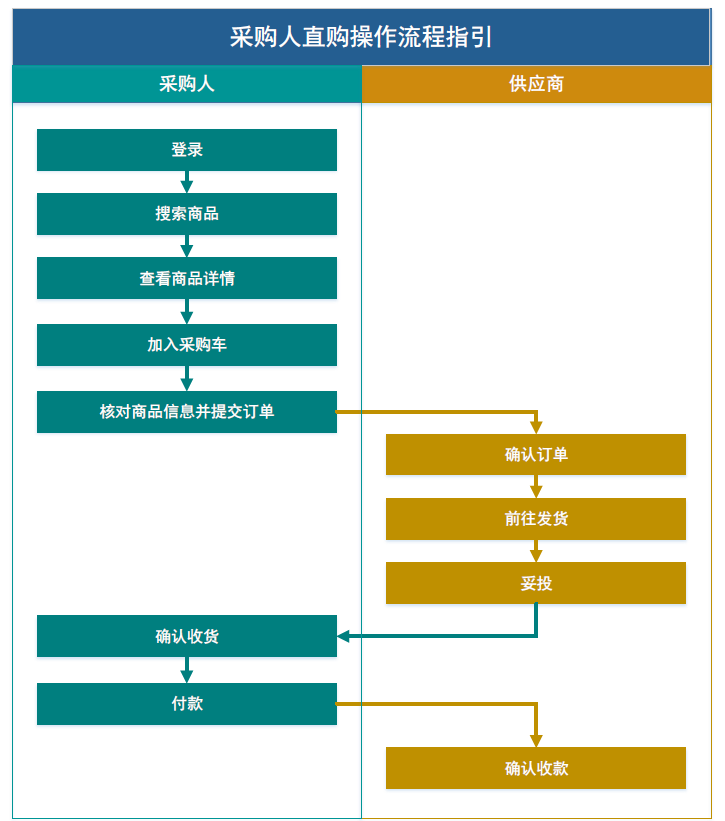 采购人直购操作流程指引
采购人
供应商
登录
搜索商品
查看商品详情
加入采购车
核对商品信息并提交订单
确认订单
前往发货
妥投
确认收货
付款
确认收款